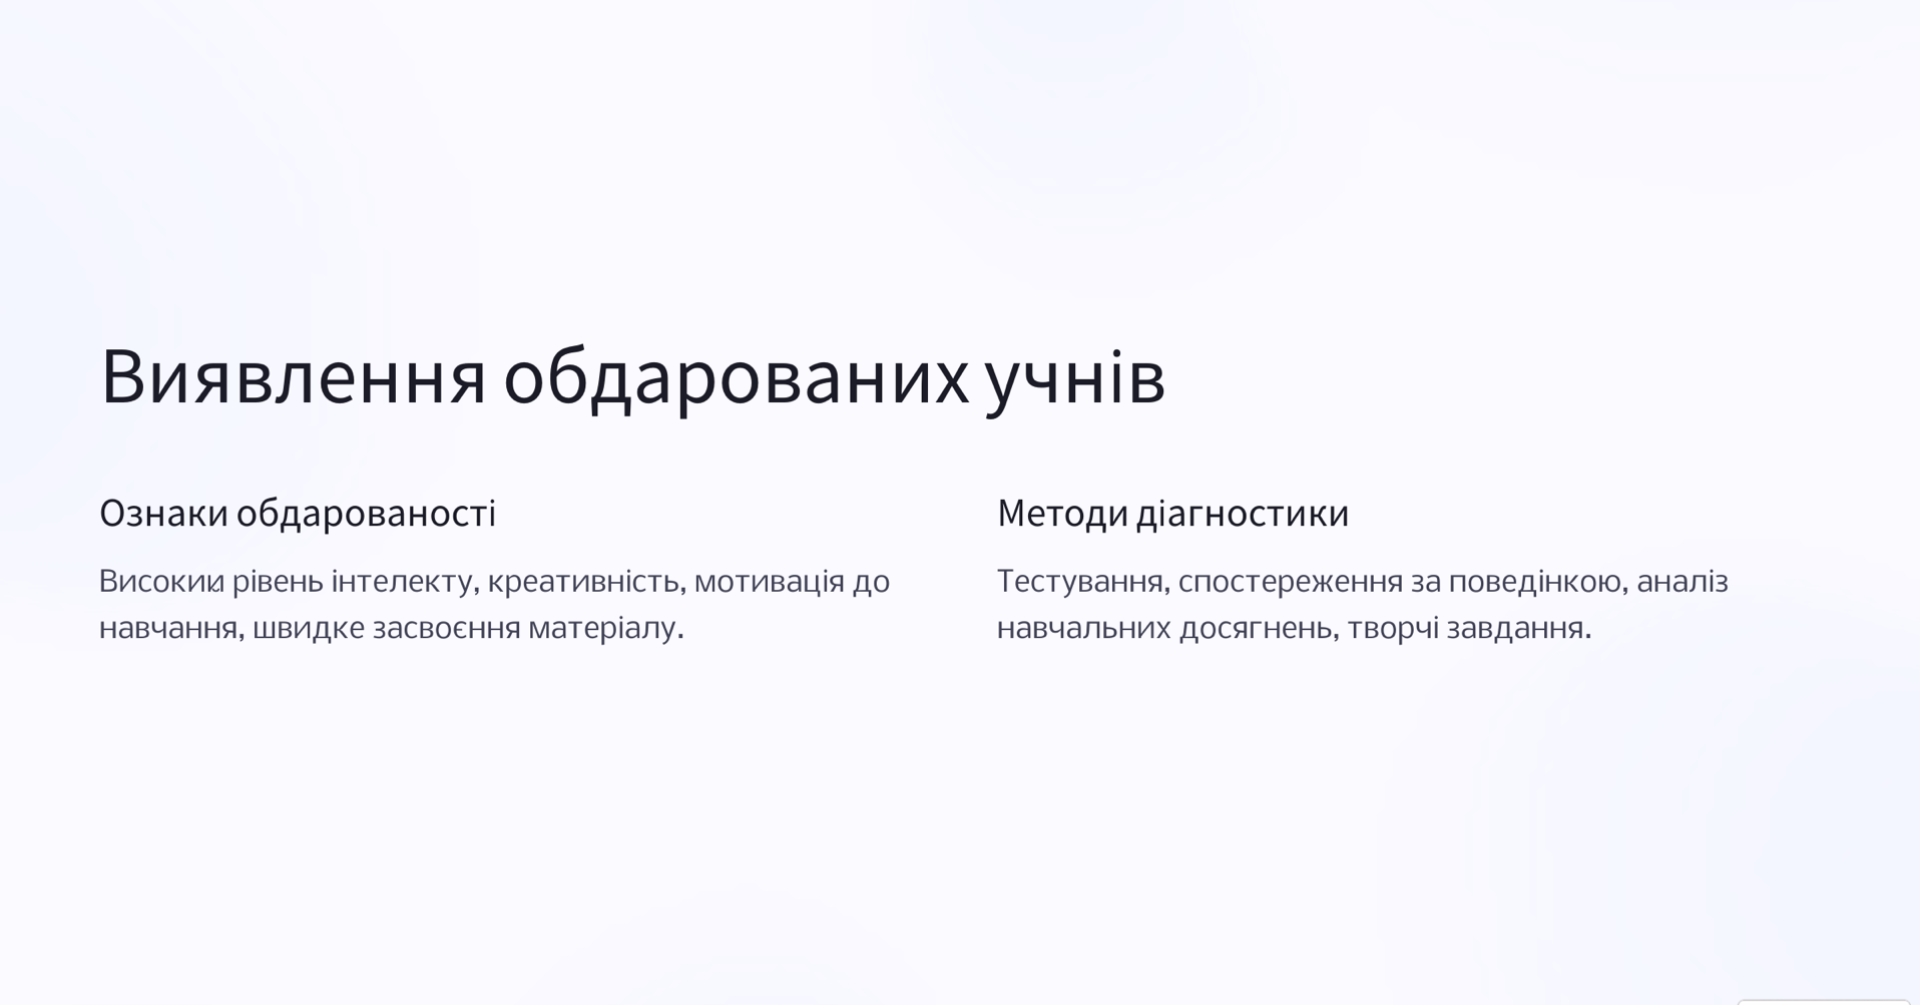 Виявлення обдарованих учнів
Ознаки обдарованості
Високии рівень інтелекту, креативність, мотивація до
навчання, швидке засвоєння матеріалу.
Методи діагностики
Тестування, спостереження за поведінкою, аналіз
навчальних досягнень, творчі завдання.